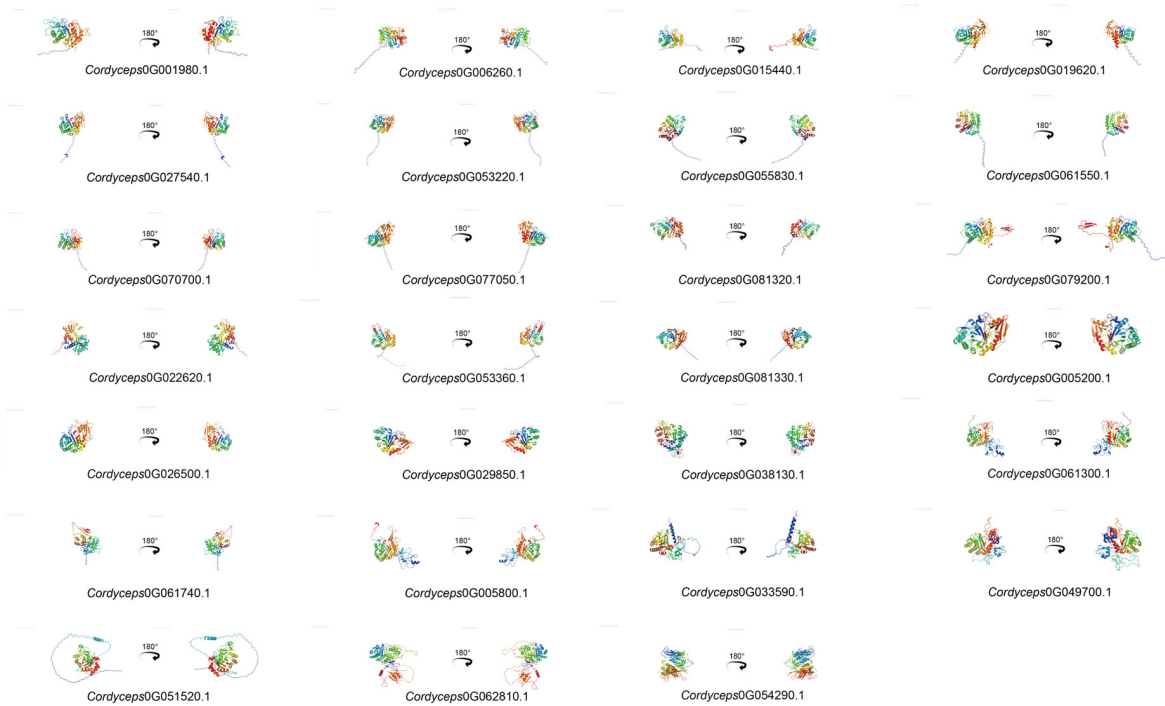 180° 180° 180° 180°
Cordyceps0G001980.1 Cordyceps0G006260.1 Cordyceps0G015440.1 Cordyceps0G019620.1
180° 180° 180° 180°
Cordyceps0G027540.1 Cordyceps0G053220.1 Cordyceps0G055830.1 Cordyceps0G061550.1
180° 180° 180° 180°
Cordyceps0G070700.1 Cordyceps0G077050.1 Cordyceps0G081320.1 Cordyceps0G079200.1
180° 180° 180° 180°
Cordyceps0G022620.1 Cordyceps0G053360.1 Cordyceps0G081330.1 Cordyceps0G005200.1
180° 180° 180° 180°
Cordyceps0G026500.1 Cordyceps0G029850.1 Cordyceps0G038130.1 Cordyceps0G061300.1
180° 180° 180° 180°
Cordyceps0G061740.1 Cordyceps0G005800.1 Cordyceps0G033590.1 Cordyceps0G049700.1
180° 180° 180°
Cordyceps0G051520.1 Cordyceps0G062810.1 Cordyceps0G054290.1